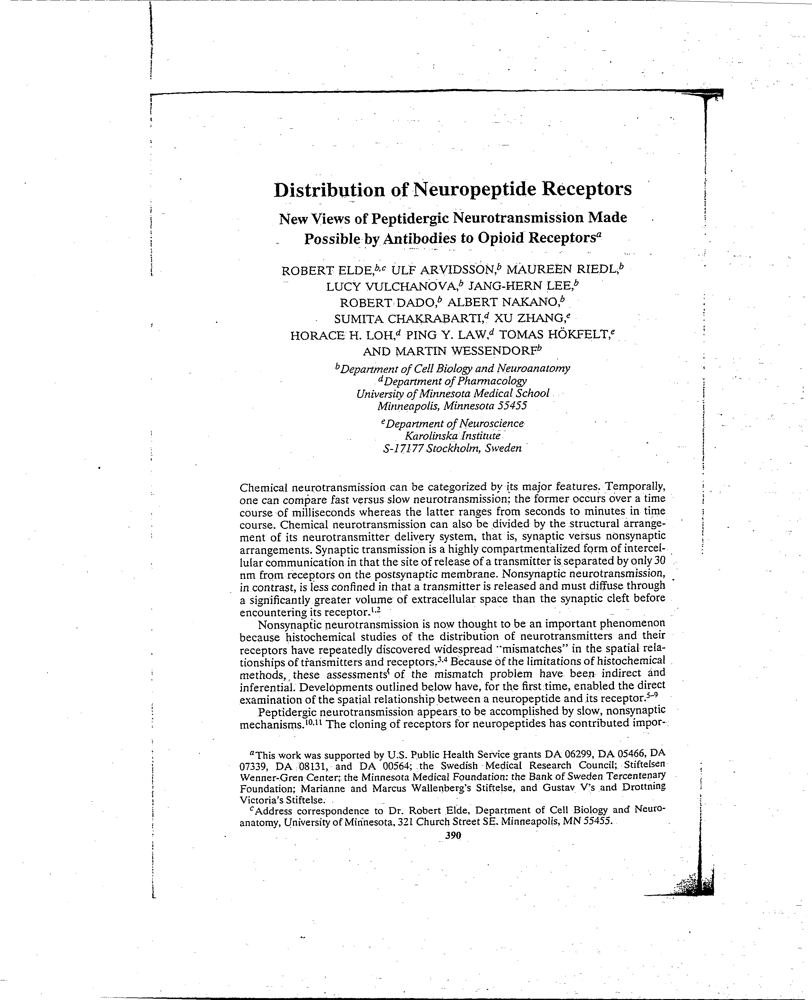 Distribution of Neuropeptide Receptors
New Views of Peptidergic Neurotransmission Made
Possible by Antibodies to Opioid Receptorsᵃ
ROBERT ELDE,ᵇ,ᶜ ULF ARVIDSSON,ᵇ MAUREEN RIEDL,ᵇ
LUCY VULCHANOVA,ᵇ JANG-HERN LEE,ᵇ
ROBERT DADO,ᵇ ALBERT NAKANO,ᵇ
SUMITA CHAKRABARTI,ᵈ XU ZHANG,ᵉ
HORACE H. LOH,ᵈ PING Y. LAW,ᵈ TOMAS HÖKFELT,ᵉ
AND MARTIN WESSENDORFᵇ
ᵇDepartment of Cell Biology and Neuroanatomy
ᵈDepartment of Pharmacology
University of Minnesota Medical School
Minneapolis, Minnesota 55455
ᵉDepartment of Neuroscience
Karolinska Institute
S-17177 Stockholm, Sweden
Chemical neurotransmission can be categorized by its major features. Temporally,
one can compare fast versus slow neurotransmission; the former occurs over a time
course of milliseconds whereas the latter ranges from seconds to minutes in time
course. Chemical neurotransmission can also be divided by the structural arrange-
ment of its neurotransmitter delivery system, that is, synaptic versus nonsynaptic
arrangements. Synaptic transmission is a highly compartmentalized form of intercel-
lular communication in that the site of release of a transmitter is separated by only 30
nm from receptors on the postsynaptic membrane. Nonsynaptic neurotransmission,
in contrast, is less confined in that a transmitter is released and must diffuse through
a significantly greater volume of extracellular space than the synaptic cleft before
encountering its receptor.¹,²
Nonsynaptic neurotransmission is now thought to be an important phenomenon
because histochemical studies of the distribution of neurotransmitters and their
receptors have repeatedly discovered widespread "mismatches" in the spatial rela-
tionships of transmitters and receptors.³,⁴ Because of the limitations of histochemical
methods, these assessments of the mismatch problem have been indirect and
inferential. Developments outlined below have, for the first time, enabled the direct
examination of the spatial relationship between a neuropeptide and its receptor.⁵⁻⁹
Peptidergic neurotransmission appears to be accomplished by slow, nonsynaptic
mechanisms.¹⁰,¹¹ The cloning of receptors for neuropeptides has contributed impor-
ᵃThis work was supported by U.S. Public Health Service grants DA 06299, DA 05466, DA
07339, DA 08131, and DA 00564; the Swedish Medical Research Council; Stiftelsen
Wenner-Gren Center; the Minnesota Medical Foundation; the Bank of Sweden Tercentenary
Foundation; Marianne and Marcus Wallenberg's Stiftelse, and Gustav V's and Drottning
Victoria's Stiftelse.
ᶜAddress correspondence to Dr. Robert Elde, Department of Cell Biology and Neuro-
anatomy, University of Minnesota, 321 Church Street SE, Minneapolis, MN 55455.
390